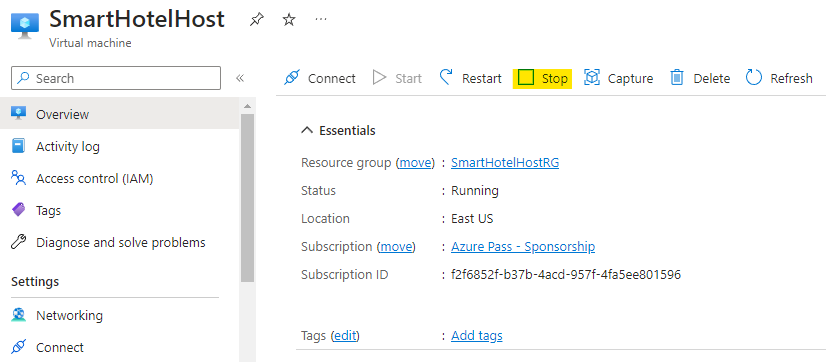 SmartHotelHost
Virtual machine
Search
Overview
Activity log
Access control (IAM)
Tags
Diagnose and solve problems
Settings
Networking
Connect
Connect Start Restart Stop Capture Delete Refresh
Essentials
Resource group (move) : SmartHotelHostRG
Status : Running
Location : East US
Subscription (move) : Azure Pass - Sponsorship
Subscription ID : f2f6852f-b37b-4acd-957f-4fa5ee801596
Tags (edit) : Add tags